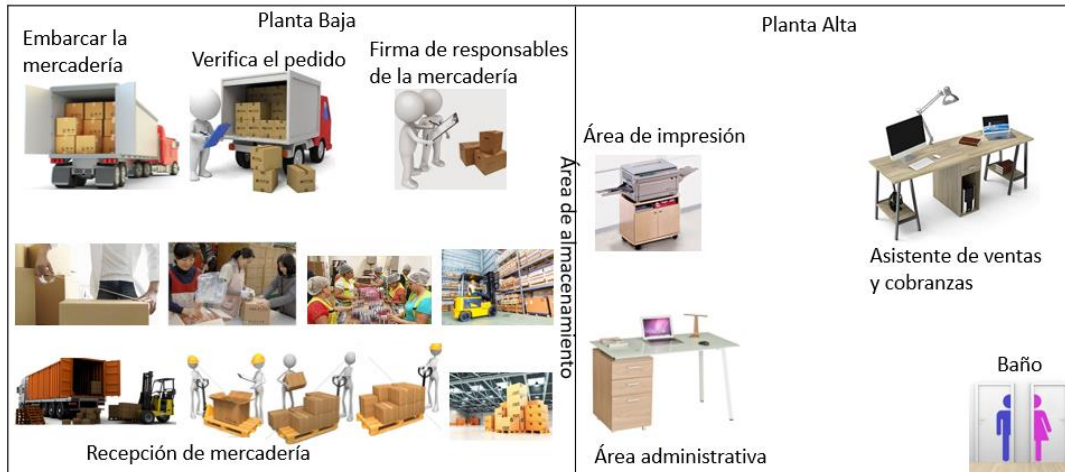 Planta Baja
Embarcar la
mercadería
Verifica el pedido
Firma de responsables
de la mercadería
Recepción de mercadería
Área de almacenamiento
Planta Alta
Área de impresión
Asistente de ventas
y cobranzas
Área administrativa
Baño